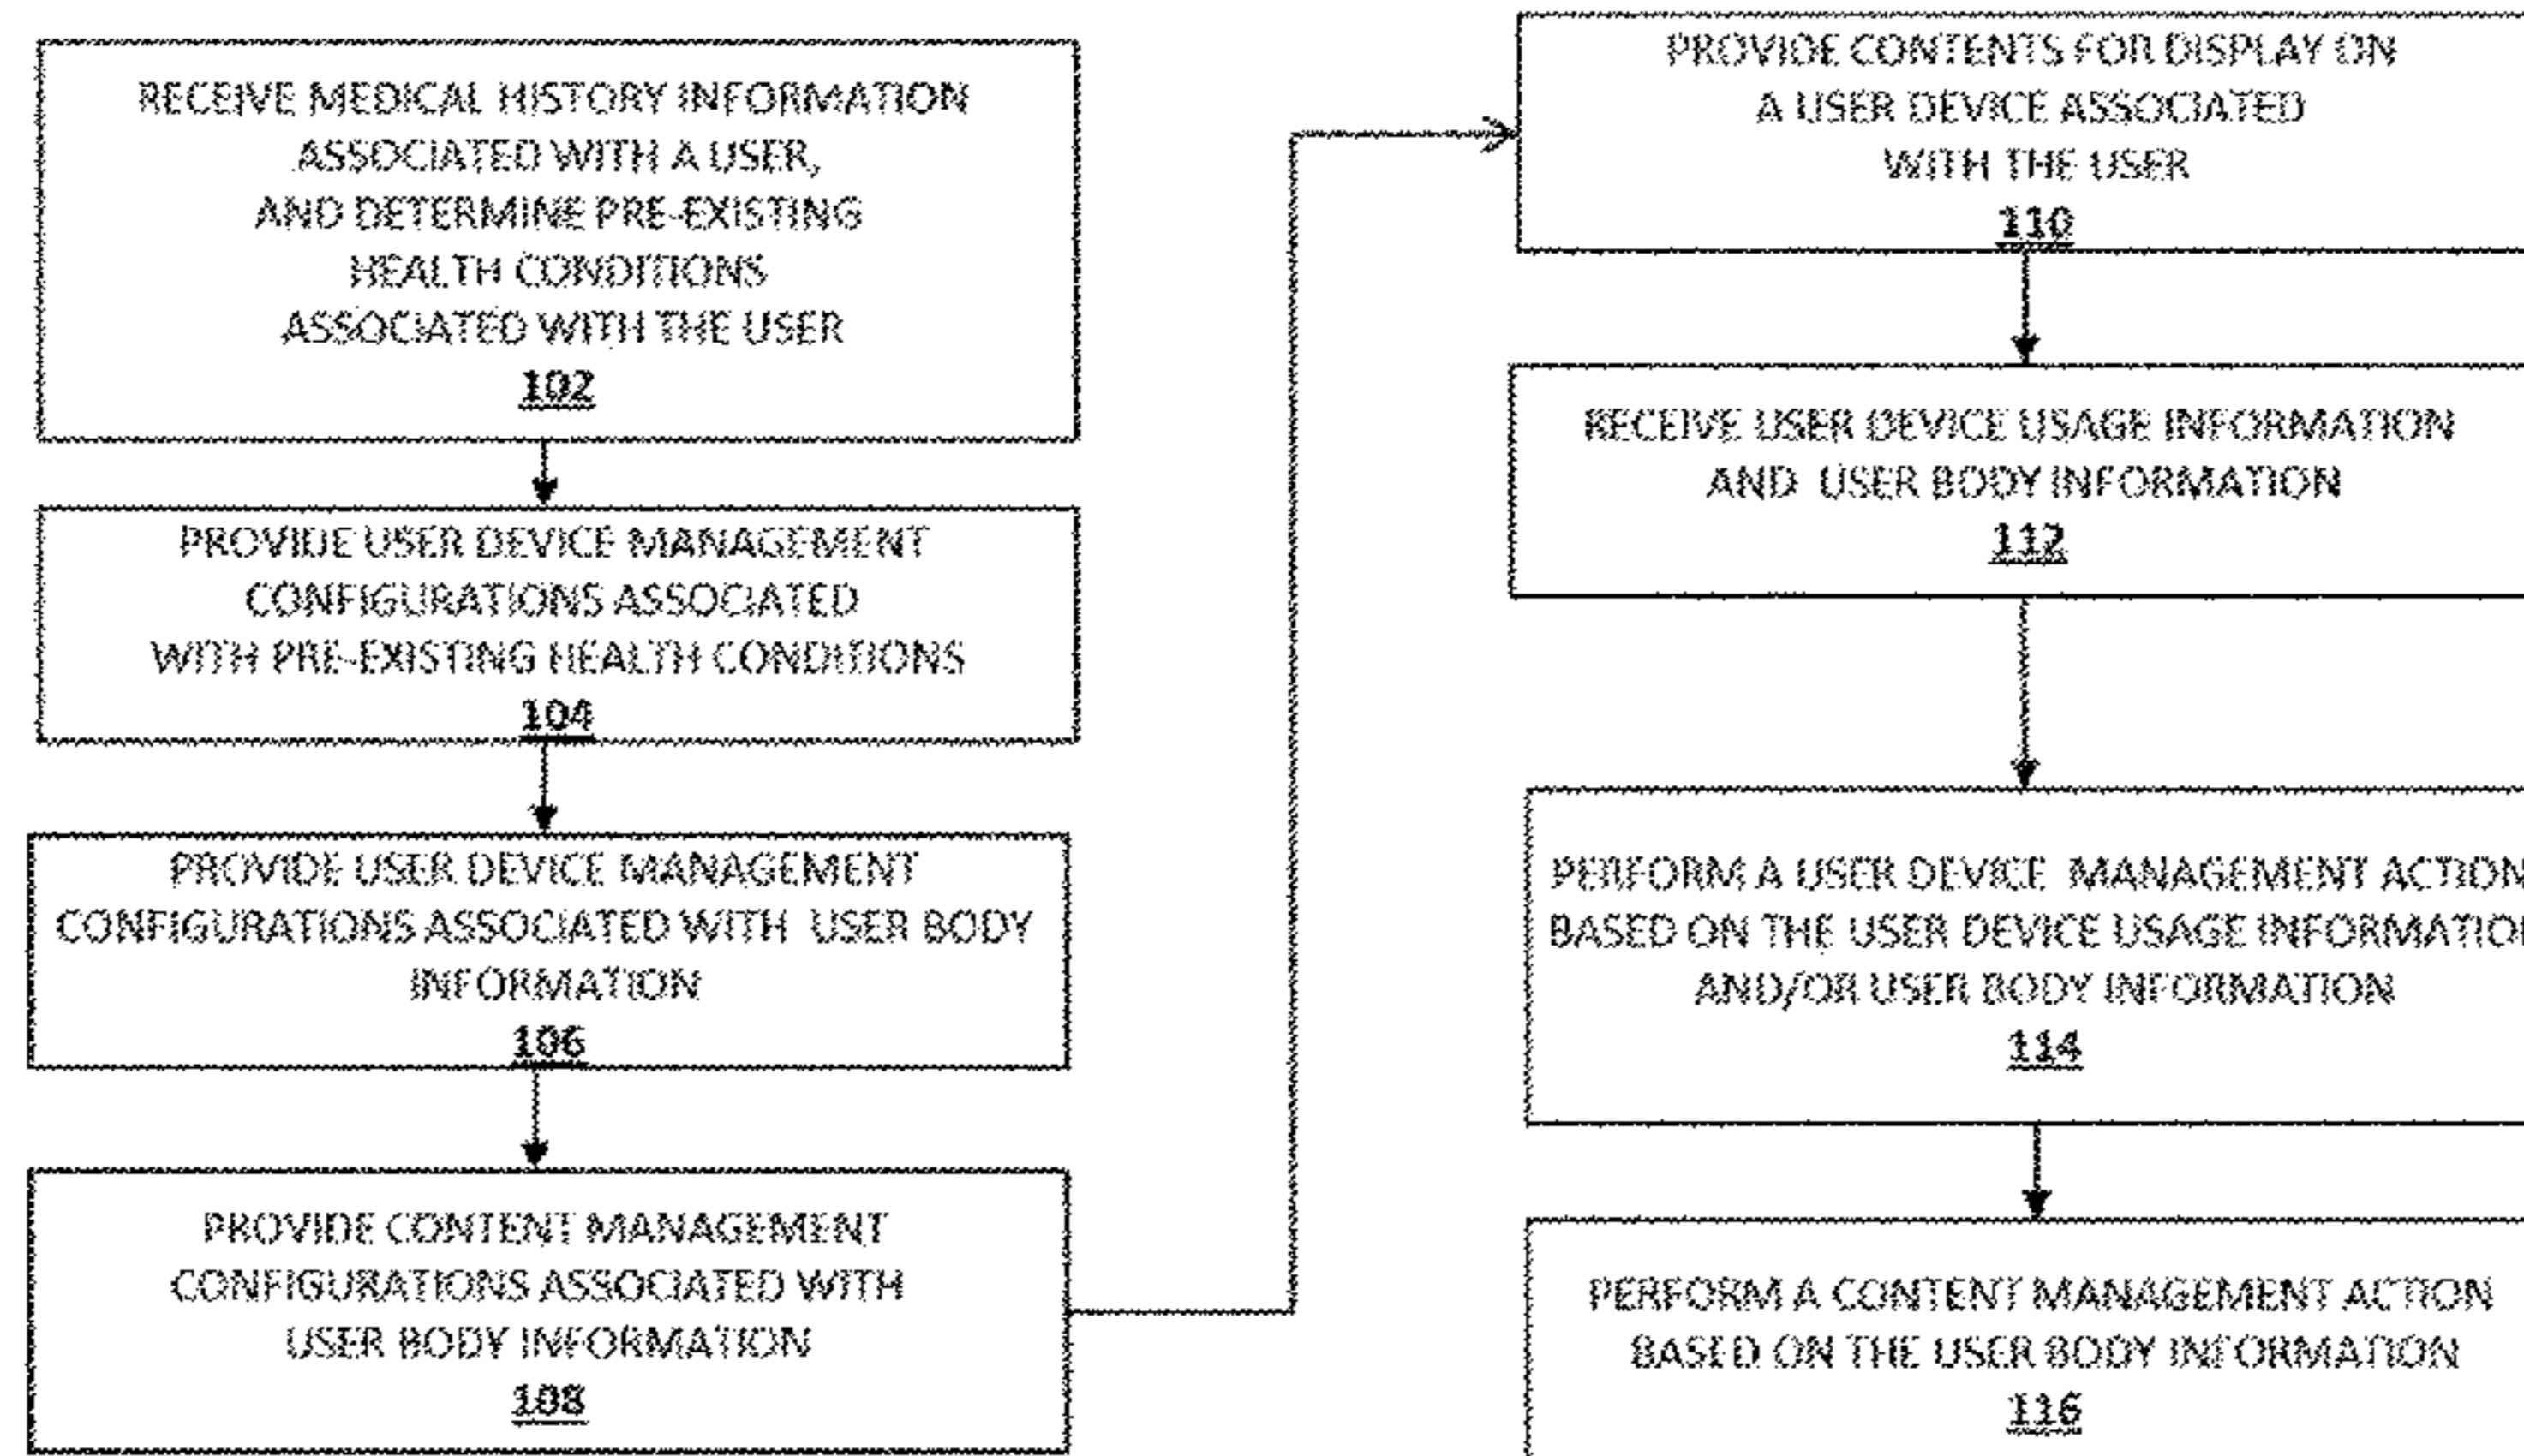 RECEIVE MEDICAL HISTORY INFORMATION
ASSOCIATED WITH A USER,
AND DETERMINE PRE-EXISTING
HEALTH CONDITIONS
ASSOCIATED WITH THE USER
102
PROVIDE USER DEVICE MANAGEMENT
CONFIGURATIONS ASSOCIATED
WITH PRE-EXISTING HEALTH CONDITIONS
104
PROVIDE USER DEVICE MANAGEMENT
CONFIGURATIONS ASSOCIATED WITH USER BODY
INFORMATION
106
PROVIDE CONTENT MANAGEMENT
CONFIGURATIONS ASSOCIATED WITH
USER BODY INFORMATION
108
PROVIDE CONTENTS FOR DISPLAY ON
A USER DEVICE ASSOCIATED
WITH THE USER
110
RECEIVE USER DEVICE USAGE INFORMATION
AND USER BODY INFORMATION
112
PERFORM A USER DEVICE MANAGEMENT ACTION
BASED ON THE USER DEVICE USAGE INFORMATION
AND/OR USER BODY INFORMATION
114
PERFORM A CONTENT MANAGEMENT ACTION
BASED ON THE USER BODY INFORMATION
116